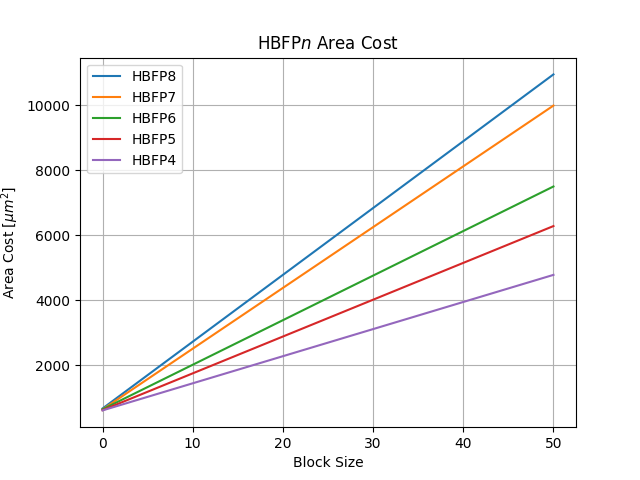 HBFPn Area Cost
HBFP8
HBFP7
HBFP6
HBFP5
HBFP4
Area Cost [μm²]
10000
8000
6000
4000
2000
0 10 20 30 40 50
Block Size